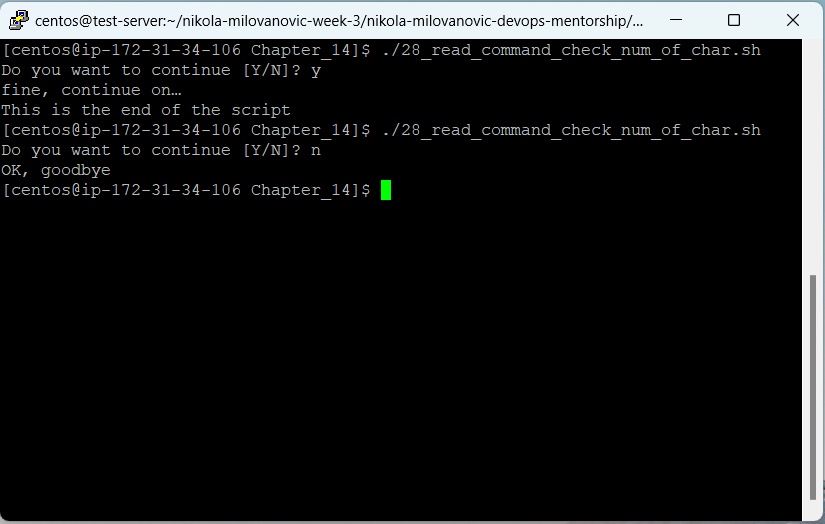 centos@test-server:~/nikola-milovanovic-week-3/nikola-milovanovic-devops-mentorship/...
[centos@ip-172-31-34-106 Chapter_14]$ ./28_read_command_check_num_of_char.sh
Do you want to continue [Y/N]? y
fine, continue on…
This is the end of the script
[centos@ip-172-31-34-106 Chapter_14]$ ./28_read_command_check_num_of_char.sh
Do you want to continue [Y/N]? n
OK, goodbye
[centos@ip-172-31-34-106 Chapter_14]$